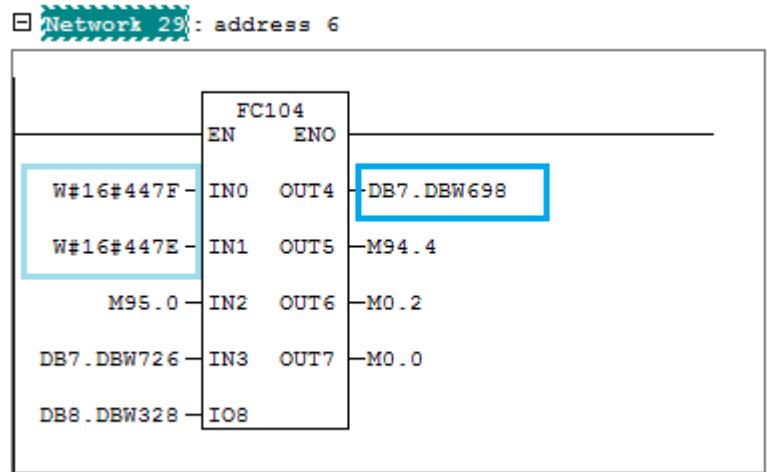 Network 29: address 6
FC104
EN ENO
W#16#447F IN0 OUT4 DB7.DBW698
W#16#447E IN1 OUT5 M94.4
M95.0 IN2 OUT6 M0.2
DB7.DBW726 IN3 OUT7 M0.0
DB8.DBW328 IO8